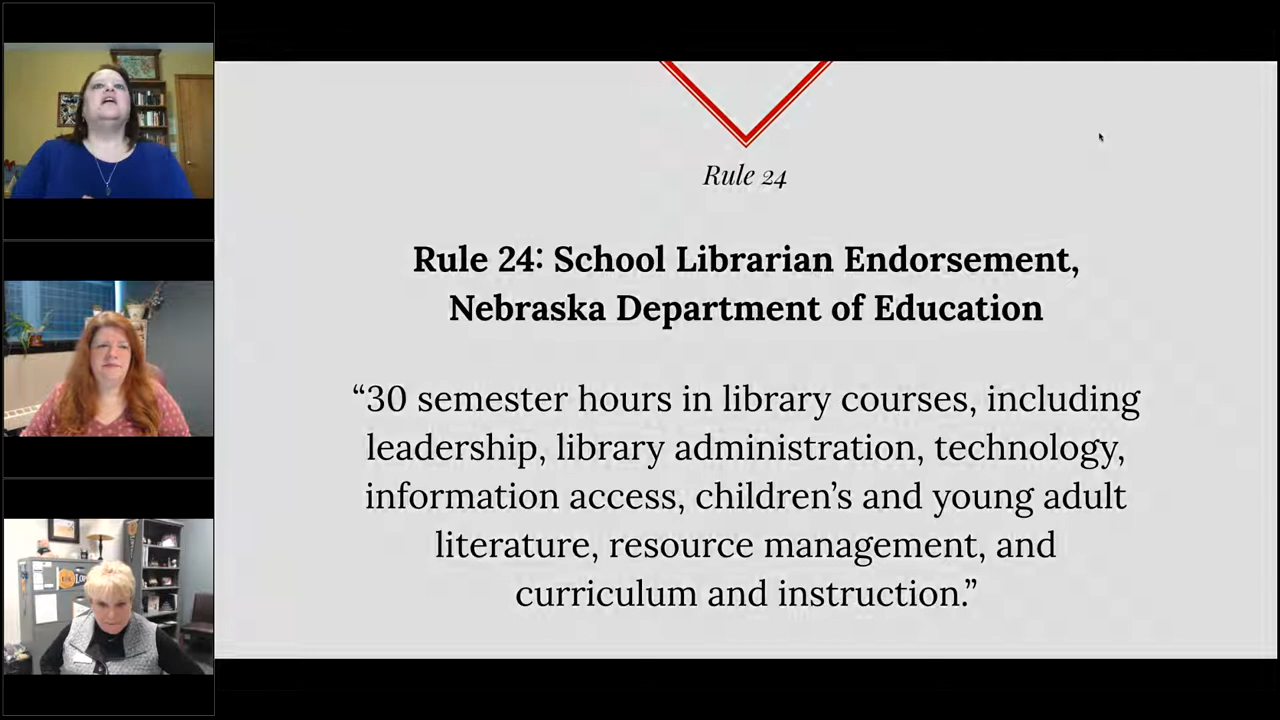 Rule 24
Rule 24: School Librarian Endorsement,
Nebraska Department of Education
“30 semester hours in library courses, including
leadership, library administration, technology,
information access, children’s and young adult
literature, resource management, and
curriculum and instruction.”